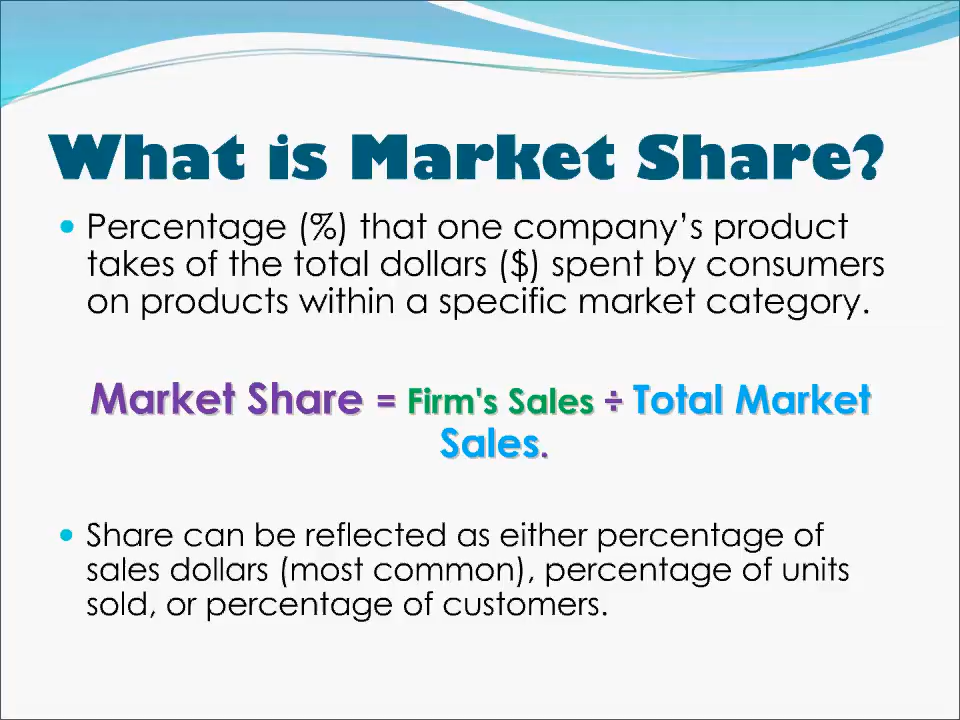 What is Market Share?
• Percentage (%) that one company’s product
takes of the total dollars ($) spent by consumers
on products within a specific market category.
Market Share = Firm's Sales ÷ Total Market
Sales.
• Share can be reflected as either percentage of
sales dollars (most common), percentage of units
sold, or percentage of customers.